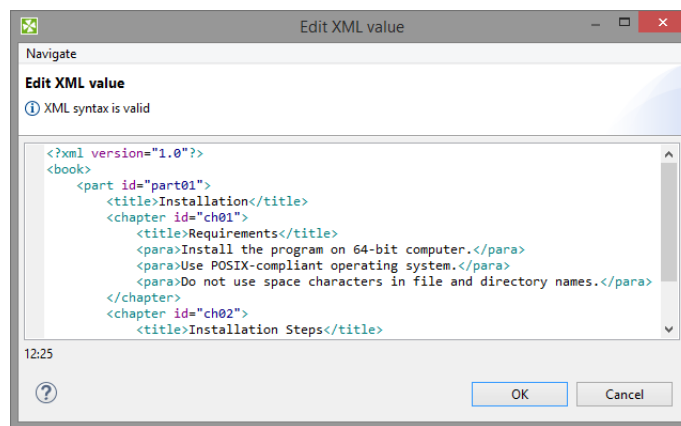 Edit XML value
Navigate
Edit XML value
XML syntax is valid
<?xml version="1.0"?>
<book>
<part id="part01">
<title>Installation</title>
<chapter id="ch01">
<title>Requirements</title>
<para>Install the program on 64-bit computer.</para>
<para>Use POSIX-compliant operating system.</para>
<para>Do not use space characters in file and directory names.</para>
</chapter>
<chapter id="ch02">
<title>Installation Steps</title>
12:25
OK Cancel